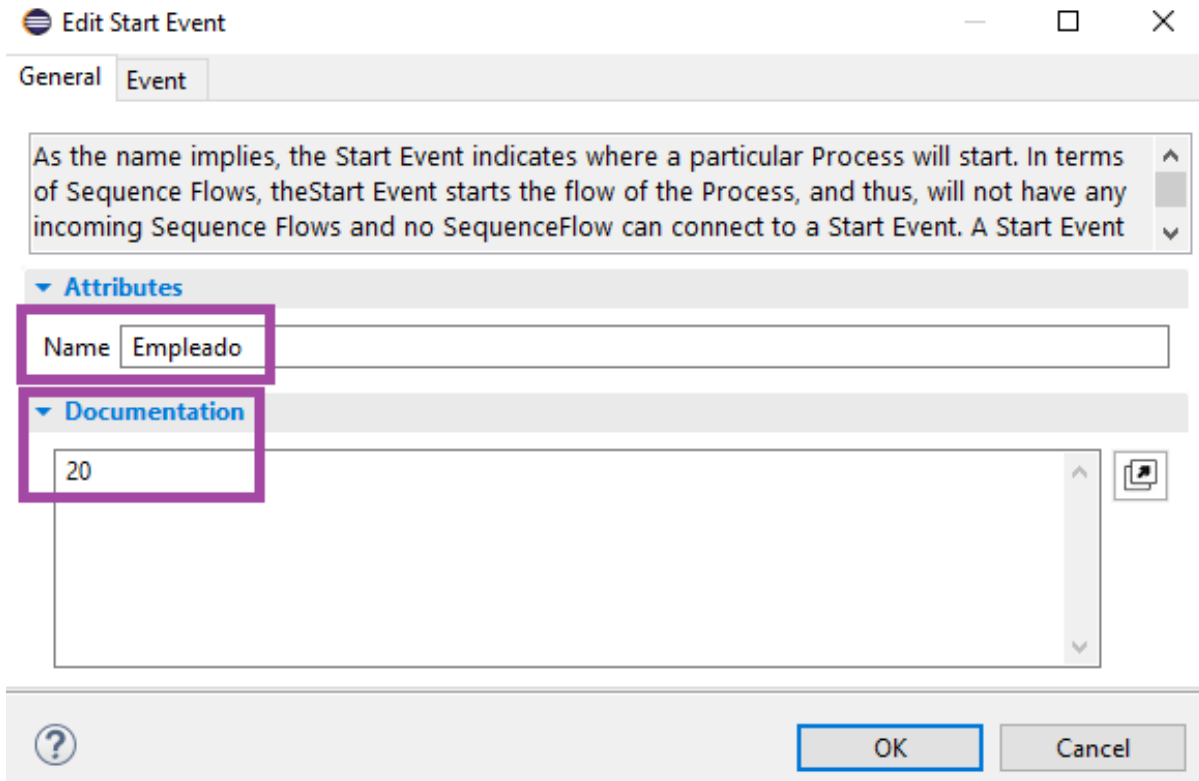 Edit Start Event
General Event
As the name implies, the Start Event indicates where a particular Process will start. In terms
of Sequence Flows, theStart Event starts the flow of the Process, and thus, will not have any
incoming Sequence Flows and no SequenceFlow can connect to a Start Event. A Start Event
Attributes
Name Empleado
Documentation
20
?
OK Cancel